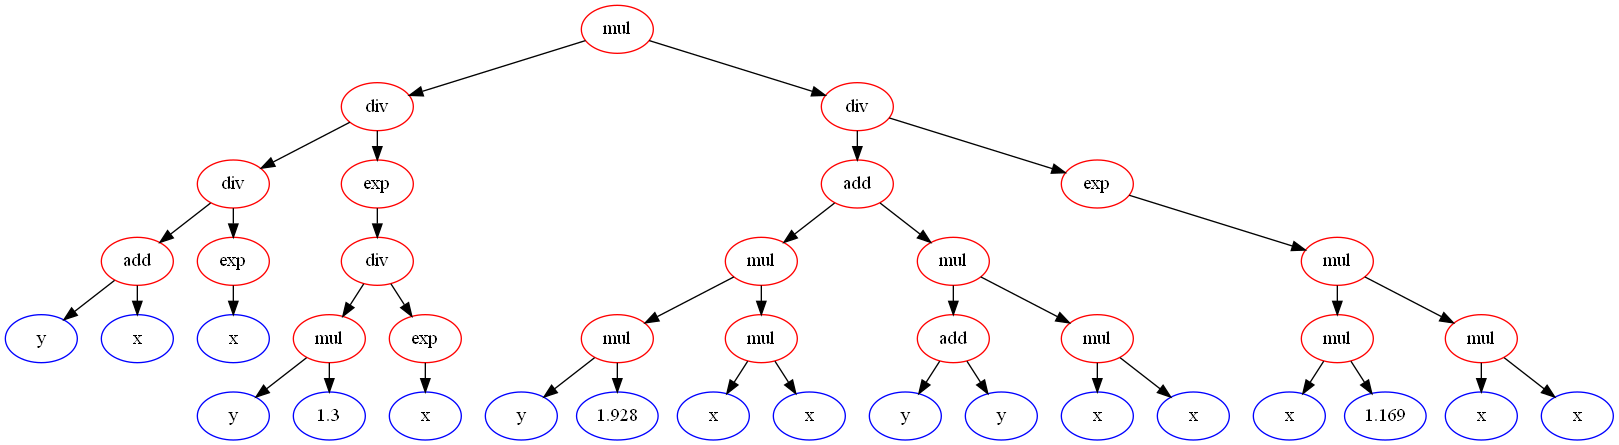 mul
div div
div exp add exp
add exp div mul mul mul
y x x mul exp mul mul add mul mul mul
y 1.3 x y 1.928 x x y y x x x 1.169 x x